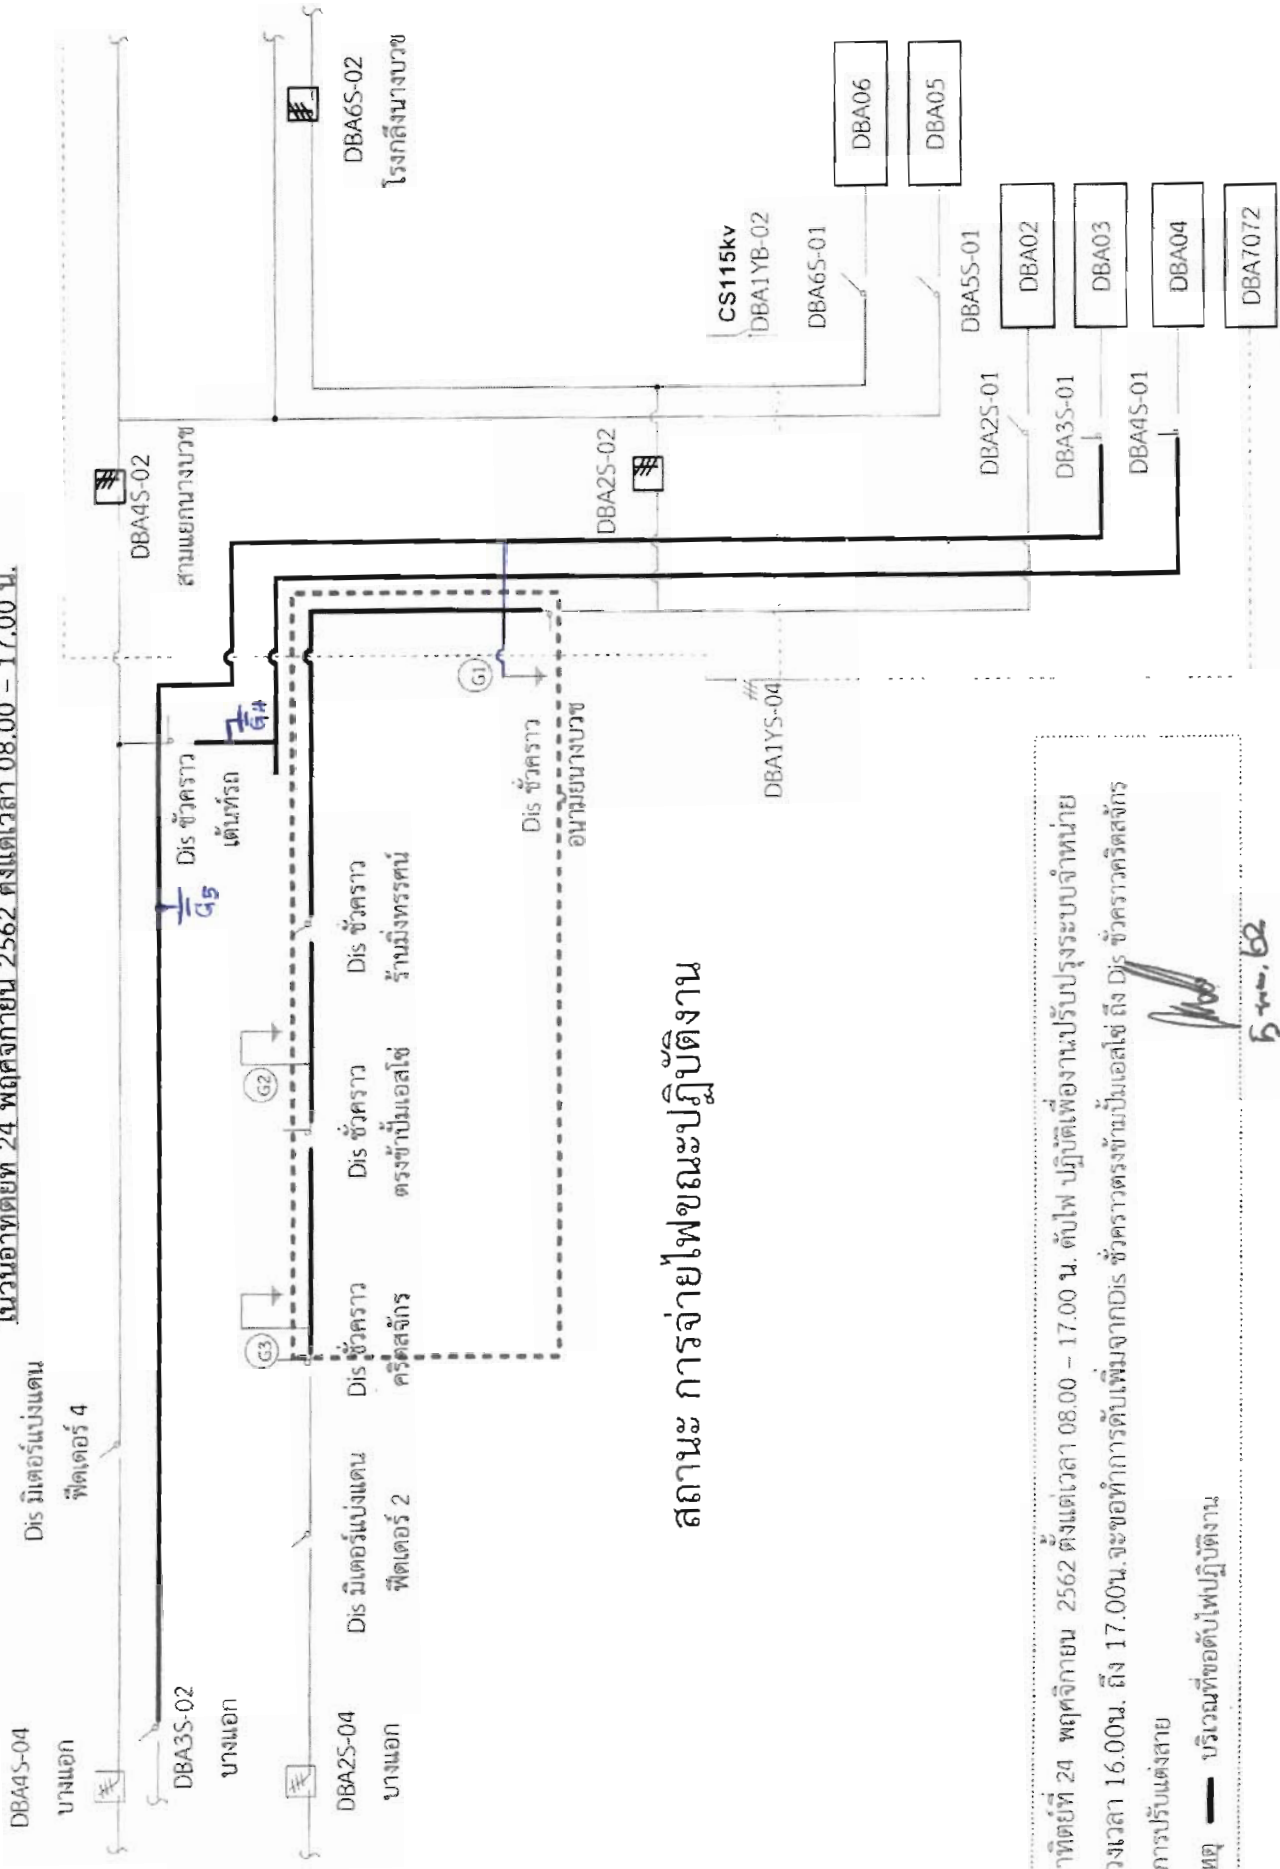 ในวันอาทิตย์ที่ 24 พฤศจิกายน 2562 ตั้งแต่เวลา 08.00 – 17.00 น.
Dis มิเตอร์แบ่งแดน
ฟีดเดอร์ 4
DBA4S-04
บางแอก
DBA4S-02
สามแยกนางบวช
DBA6S-02
โรงกลึงนางบวช
DBA3S-02
บางแอก
G5
Dis ชั่วคราว
เต็นท์รถ
G4
DBA2S-04
บางแอก
Dis มิเตอร์แบ่งแดน
ฟีดเดอร์ 2
G3
Dis ชั่วคราว
คริตสจักร
G2
Dis ชั่วคราว
ตรงข้าปั้มเอสโซ่
Dis ชั่วคราว
ร้านมิ่งทรรศน์
G1
Dis ชั่วคราว
อนามยนางบวช
DBA2S-02
DBA1YS-04
CS115kv
DBA1YB-02
DBA6S-01
DBA06
DBA05
DBA5S-01
DBA2S-01
DBA02
DBA3S-01
DBA03
DBA4S-01
DBA04
DBA7072
สถานะ การจ่ายไฟขณะปฏิบัติงาน
าทิตย์ที่ 24 พฤศจิกายน 2562 ตั้งแต่เวลา 08.00 – 17.00 น. ดับไฟ ปฏิบัติเพื่องานปรับปรุงระบบจำหน่าย
วงเวลา 16.00น. ถึง 17.00น.จะขอทำการดับเพิ่มจากDis ชั่วคราวตรงข้ามปั้มเอสโซ่ ถึง Dis ชั่วคราวคริตสจักร
การปรับแต่งสาย
หตุ บริเวณที่ขอดับไฟปฏิบัติงาน